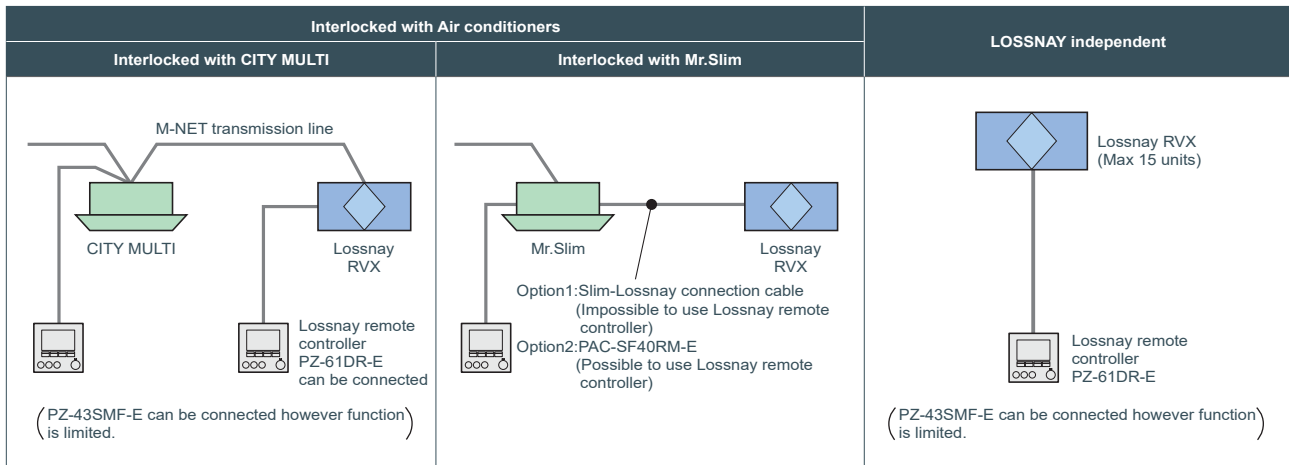 Interlocked with Air conditioners
LOSSNAY independent
Interlocked with CITY MULTI
Interlocked with Mr.Slim
M-NET transmission line
CITY MULTI
Lossnay
RVX
Lossnay remote
controller
PZ-61DR-E
can be connected
(PZ-43SMF-E can be connected however function
is limited.)
Mr.Slim
Lossnay
RVX
Option1:Slim-Lossnay connection cable
(Impossible to use Lossnay remote
controller)
Option2:PAC-SF40RM-E
(Possible to use Lossnay remote
controller)
Lossnay RVX
(Max 15 units)
Lossnay remote
controller
PZ-61DR-E
(PZ-43SMF-E can be connected however function
is limited.)